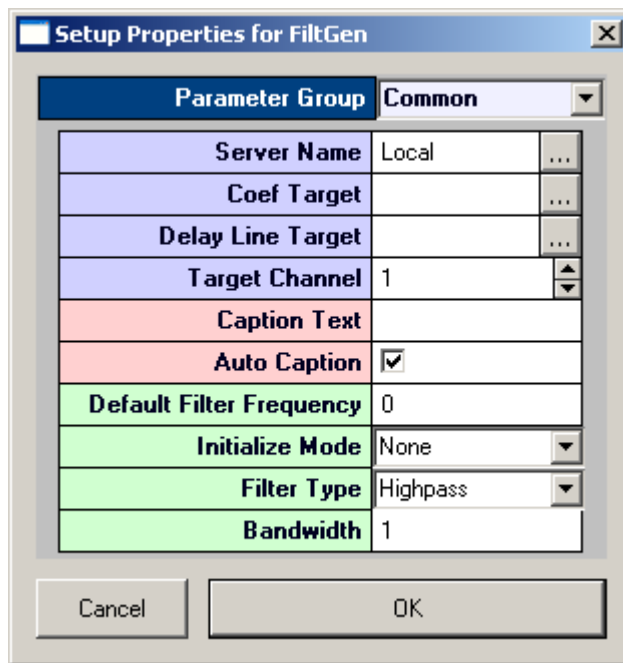 Setup Properties for FiltGen
Parameter Group Common
Server Name Local ...
Coef Target ...
Delay Line Target ...
Target Channel 1
Caption Text
Auto Caption
Default Filter Frequency 0
Initialize Mode None
Filter Type Highpass
Bandwidth 1
Cancel OK